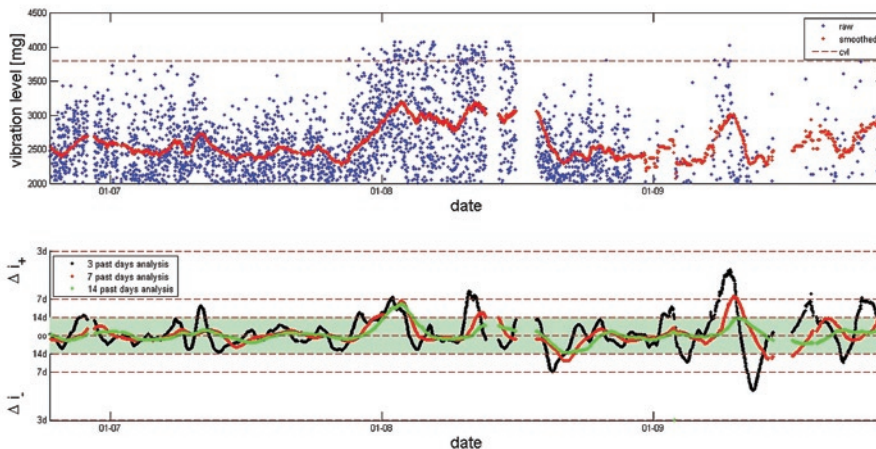 4500
4000
3500
3000
2500
2000
vibration level [mg]
raw
smoothed
cvl
01-07 01-08 01-09
date
3d
7d
14d
oo
14d
7d
3d
Δ i+
Δ i-
3 past days analysis
7 past days analysis
14 past days analysis
01-07 01-08 01-09
date